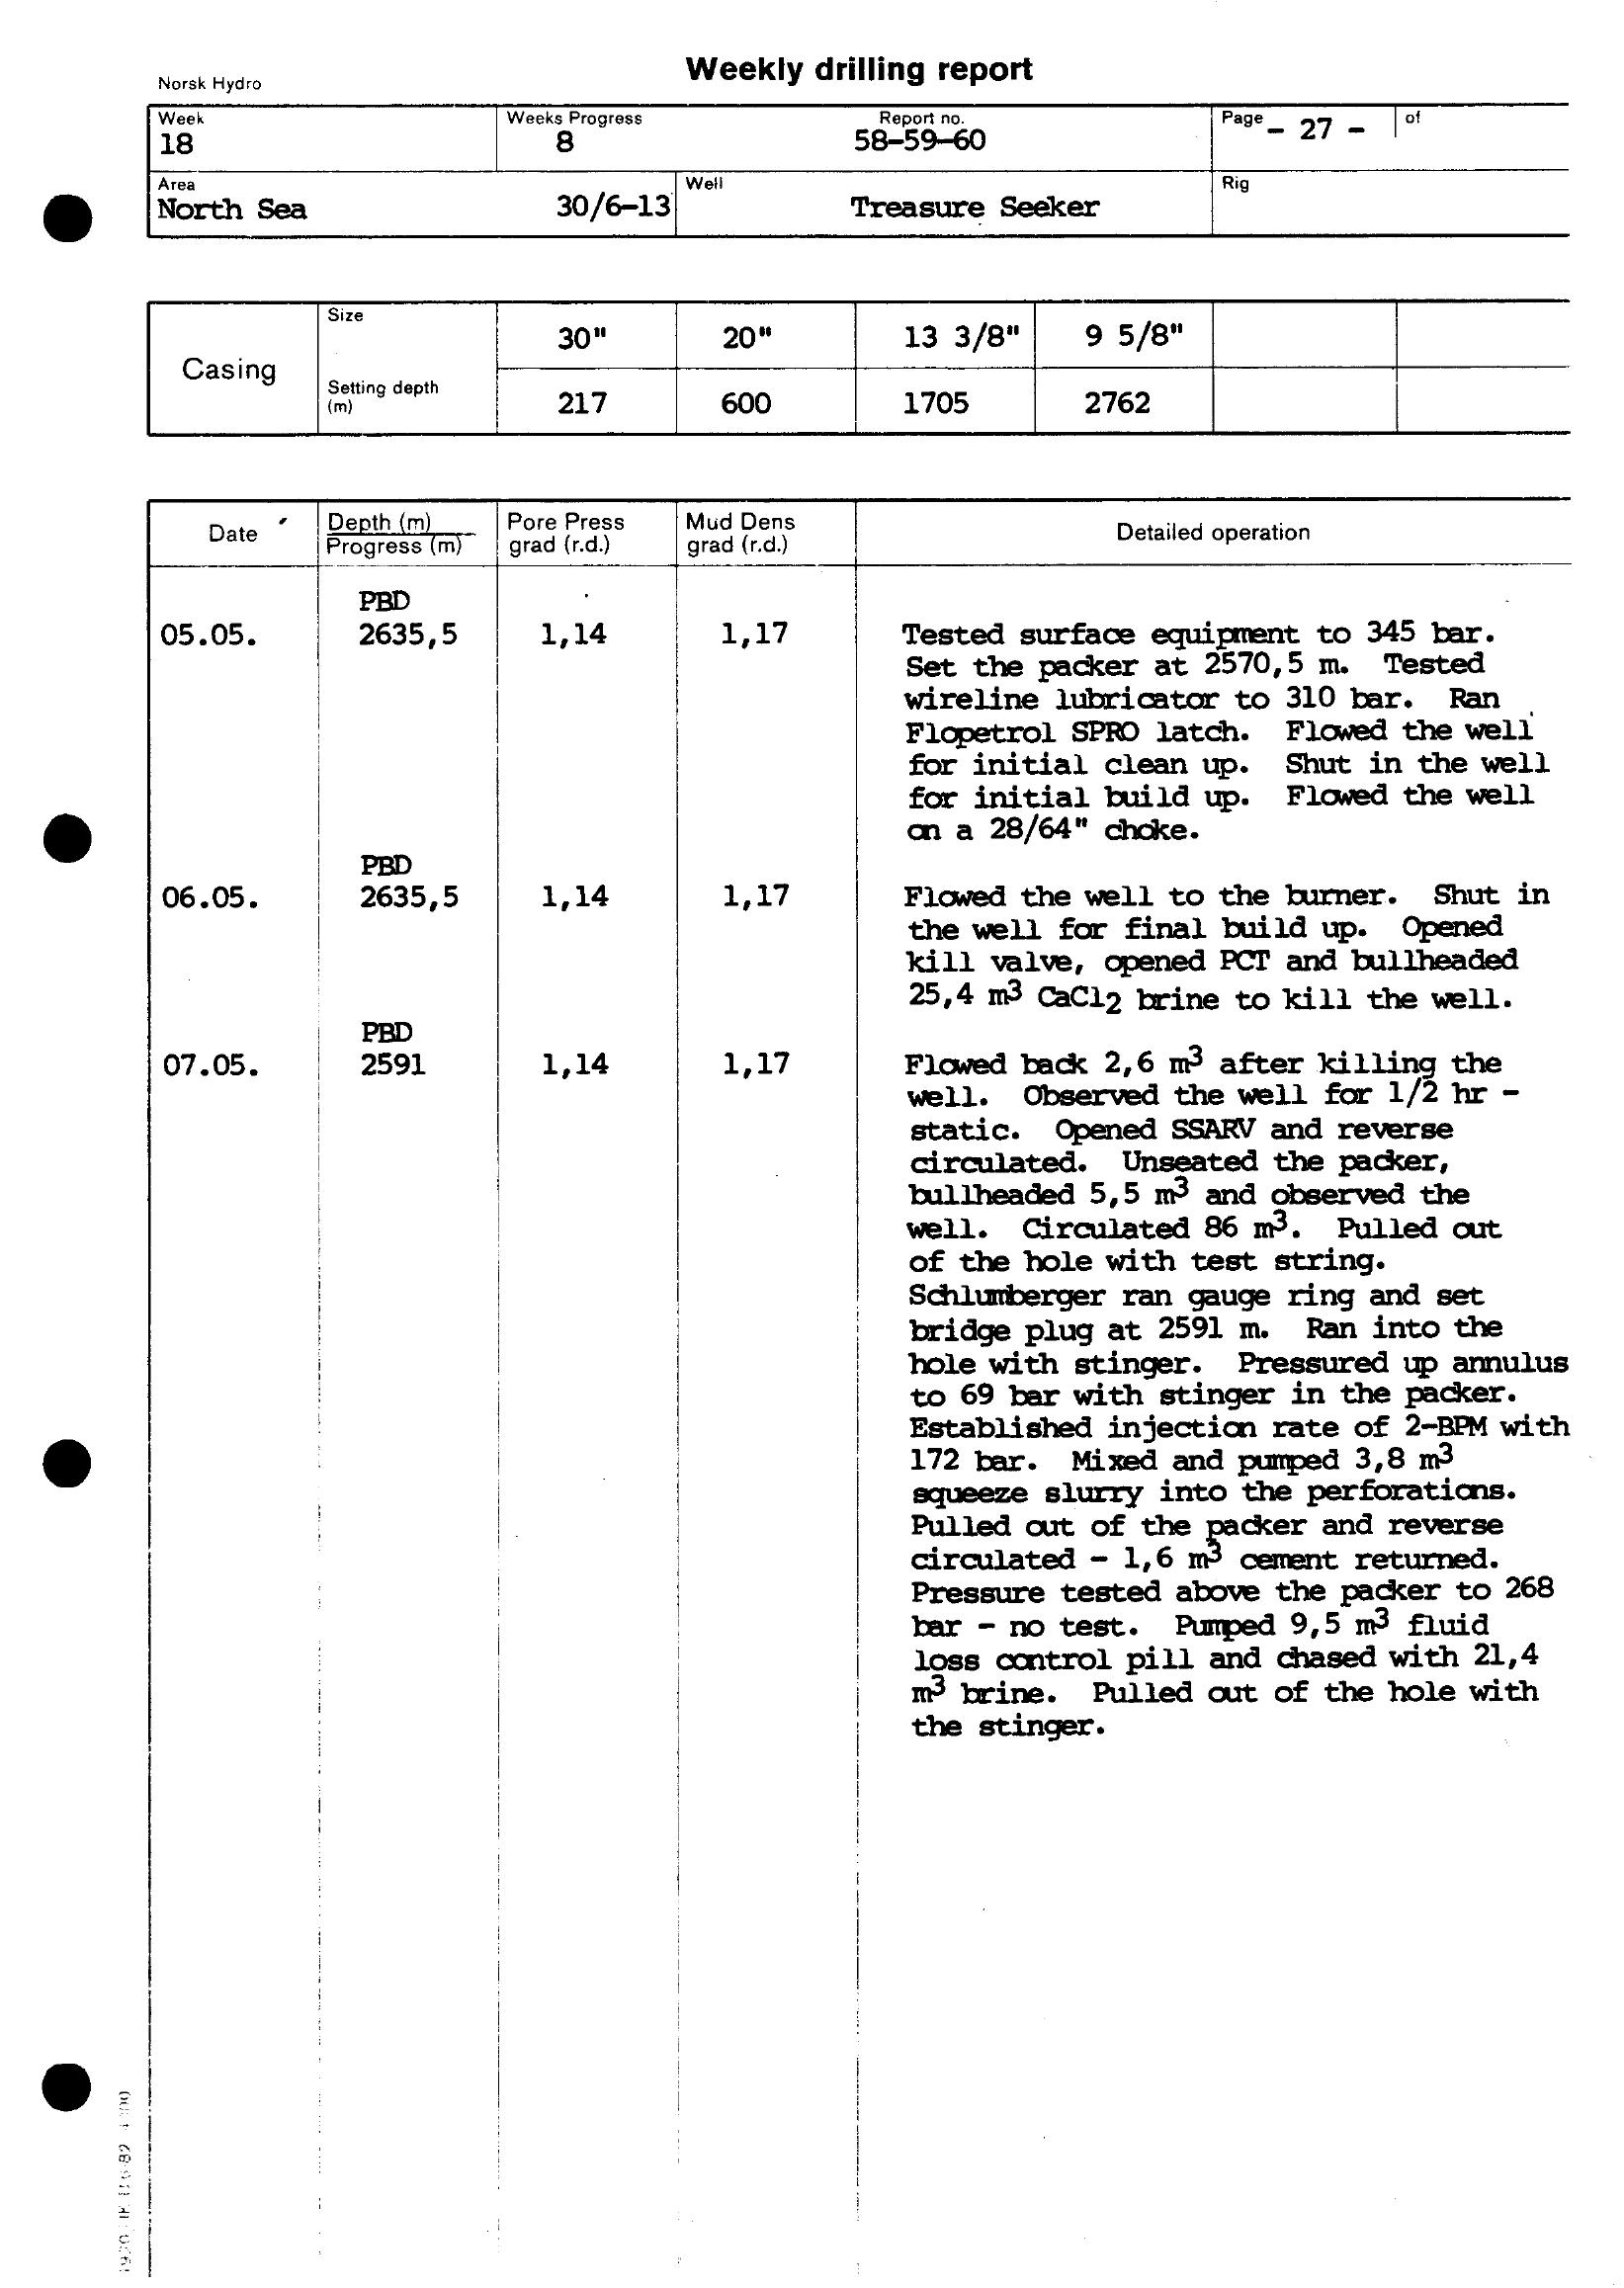 Weekly drilling report
Norsk Hydro
Week Weeks Progress Report no. Page - 27 - of
18 8 58-59-60
Area Well Rig
North Sea 30/6-13 Treasure Seeker
Casing
Size 30" 20" 13 3/8" 9 5/8"
Setting depth (m) 217 600 1705 2762
Date Depth (m) Pore Press Mud Dens Detailed operation
Progress (m) grad (r.d.) grad (r.d.)
PBD
05.05. 2635,5 1,14 1,17 Tested surface equipment to 345 bar.
Set the packer at 2570,5 m. Tested
wireline lubricator to 310 bar. Ran
Flopetrol SPRO latch. Flowed the well
for initial clean up. Shut in the well
for initial build up. Flowed the well
on a 28/64" choke.
PBD
06.05. 2635,5 1,14 1,17 Flowed the well to the burner. Shut in
the well for final build up. Opened
kill valve, opened PCT and bullheaded
25,4 m3 CaCl2 brine to kill the well.
PBD
07.05. 2591 1,14 1,17 Flowed back 2,6 m3 after killing the
well. Observed the well for 1/2 hr -
static. Opened SSARV and reverse
circulated. Unseated the packer,
bullheaded 5,5 m3 and observed the
well. Circulated 86 m3. Pulled out
of the hole with test string.
Schlumberger ran gauge ring and set
bridge plug at 2591 m. Ran into the
hole with stinger. Pressured up annulus
to 69 bar with stinger in the packer.
Established injection rate of 2-BPM with
172 bar. Mixed and pumped 3,8 m3
squeeze slurry into the perforations.
Pulled out of the packer and reverse
circulated - 1,6 m3 cement returned.
Pressure tested above the packer to 268
bar - no test. Pumped 9,5 m3 fluid
loss control pill and chased with 21,4
m3 brine. Pulled out of the hole with
the stinger.